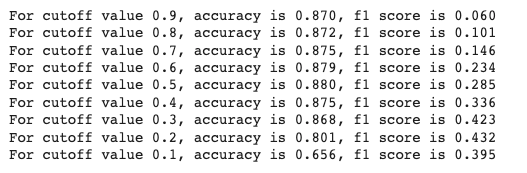 For cutoff value 0.9, accuracy is 0.870, f1 score is 0.060
For cutoff value 0.8, accuracy is 0.872, f1 score is 0.101
For cutoff value 0.7, accuracy is 0.875, f1 score is 0.146
For cutoff value 0.6, accuracy is 0.879, f1 score is 0.234
For cutoff value 0.5, accuracy is 0.880, f1 score is 0.285
For cutoff value 0.4, accuracy is 0.875, f1 score is 0.336
For cutoff value 0.3, accuracy is 0.868, f1 score is 0.423
For cutoff value 0.2, accuracy is 0.801, f1 score is 0.432
For cutoff value 0.1, accuracy is 0.656, f1 score is 0.395